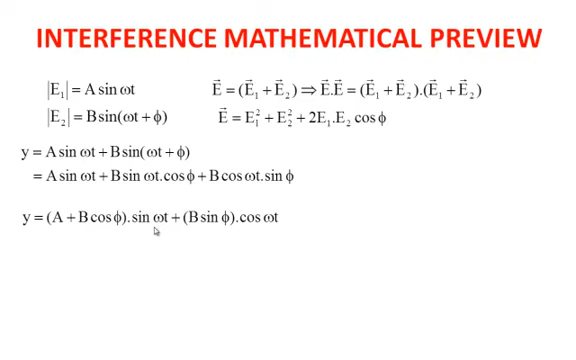 INTERFERENCE MATHEMATICAL PREVIEW
|E₁| = A sin ωt
E⃗ = (E⃗₁ + E⃗₂) ⇒ E⃗.E⃗ = (E⃗₁ + E⃗₂).(E⃗₁ + E⃗₂)
|E₂| = B sin(ωt + ϕ)
E⃗ = E₁² + E₂² + 2E₁.E₂ cos ϕ
y = A sin ωt + B sin(ωt + ϕ)
= A sin ωt + B sin ωt.cos ϕ + B cos ωt.sin ϕ
y = (A + B cos ϕ).sin ωt + (B sin ϕ).cos ωt